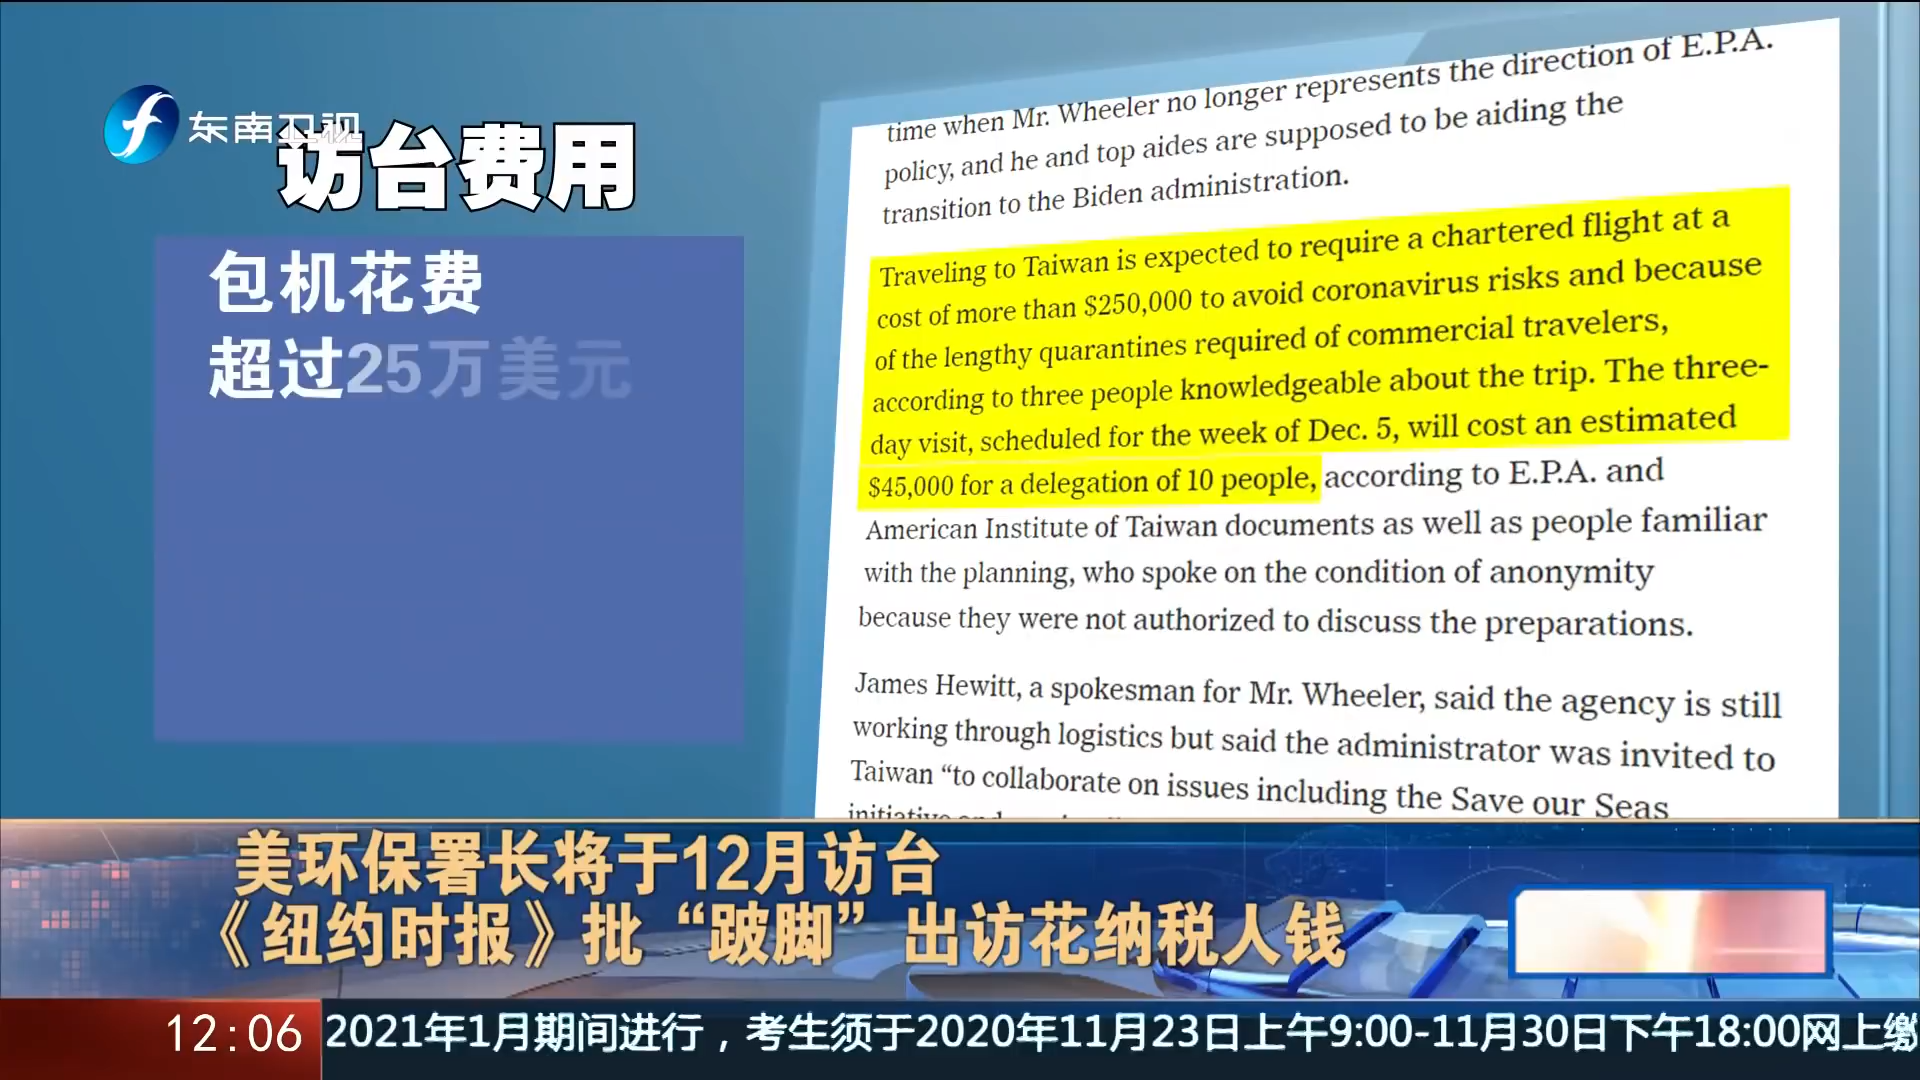 东南卫视
访台费用
包机花费
超过25万美元
time when Mr. Wheeler no longer represents the direction of E.P.A.
policy, and he and top aides are supposed to be aiding the
transition to the Biden administration.
Traveling to Taiwan is expected to require a chartered flight at a
cost of more than $250,000 to avoid coronavirus risks and because
of the lengthy quarantines required of commercial travelers,
according to three people knowledgeable about the trip. The three-
day visit, scheduled for the week of Dec. 5, will cost an estimated
$45,000 for a delegation of 10 people, according to E.P.A. and
American Institute of Taiwan documents as well as people familiar
with the planning, who spoke on the condition of anonymity
because they were not authorized to discuss the preparations.
James Hewitt, a spokesman for Mr. Wheeler, said the agency is still
working through logistics but said the administrator was invited to
Taiwan “to collaborate on issues including the Save our Seas
美环保署长将于12月访台
《纽约时报》批“跛脚”出访花纳税人钱
12:06
2021年1月期间进行，考生须于2020年11月23日上午9:00-11月30日下午18:00网上缴